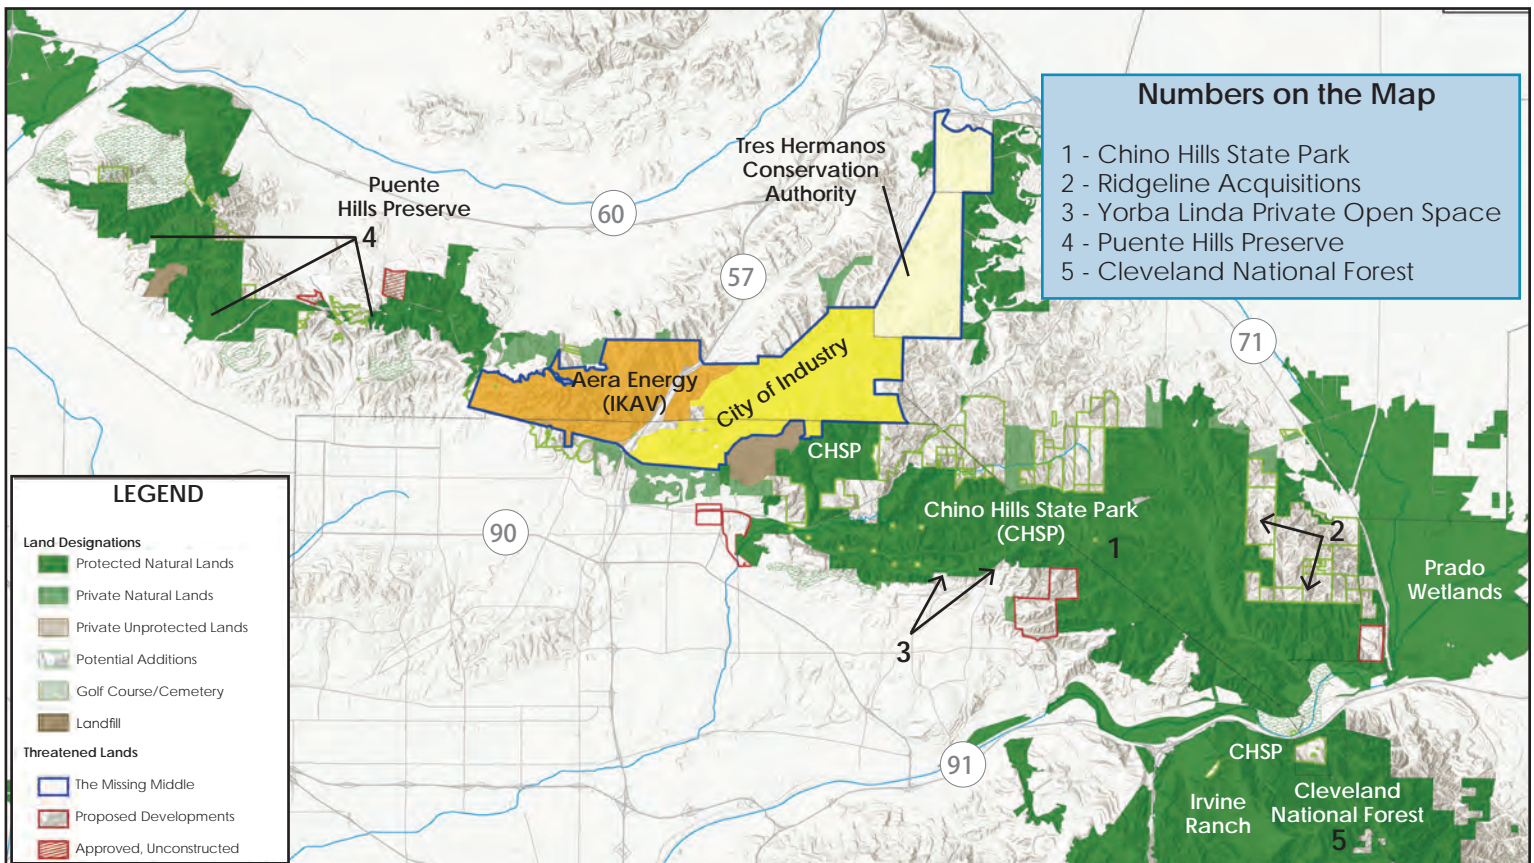 Numbers on the Map
1 - Chino Hills State Park
2 - Ridgeline Acquisitions
3 - Yorba Linda Private Open Space
4 - Puente Hills Preserve
5 - Cleveland National Forest
Tres Hermanos
Conservation
Authority
Puente
Hills Preserve
4
60
57
71
Aera Energy
(IKAV)
City of Industry
CHSP
Chino Hills State Park
(CHSP)
1
2
Prado
Wetlands
90
3
91
CHSP
Irvine
Ranch
Cleveland
National Forest
5
LEGEND
Land Designations
Protected Natural Lands
Private Natural Lands
Private Unprotected Lands
Potential Additions
Golf Course/Cemetery
Landfill
Threatened Lands
The Missing Middle
Proposed Developments
Approved, Unconstructed